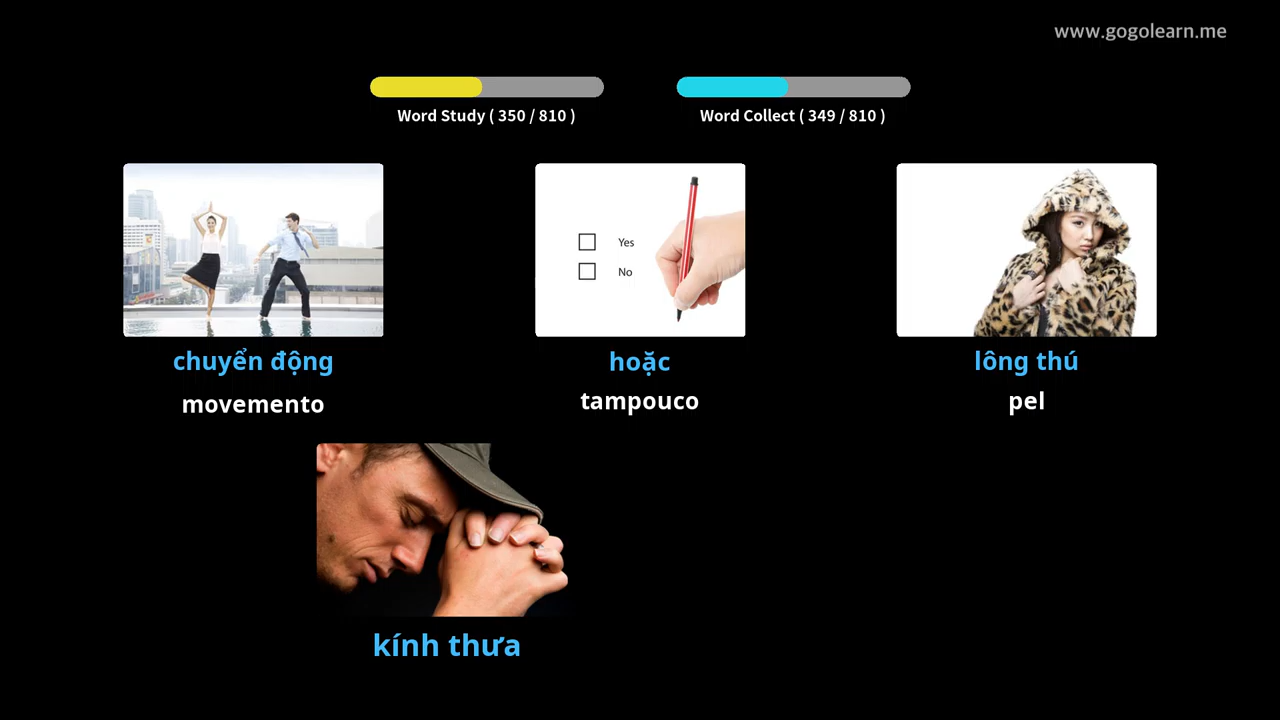 www.gogolearn.me
Word Study ( 350 / 810 )
Word Collect ( 349 / 810 )
Yes
No
chuyển động
hoặc
lông thú
movemento
tampouco
pel
kính thưa